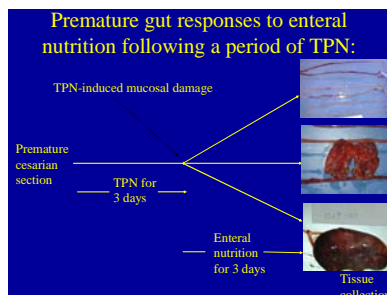 Premature gut responses to enteral
nutrition following a period of TPN:
TPN-induced mucosal damage
Premature
cesarian
section
TPN for
3 days
Enteral
nutrition
for 3 days
Tissue